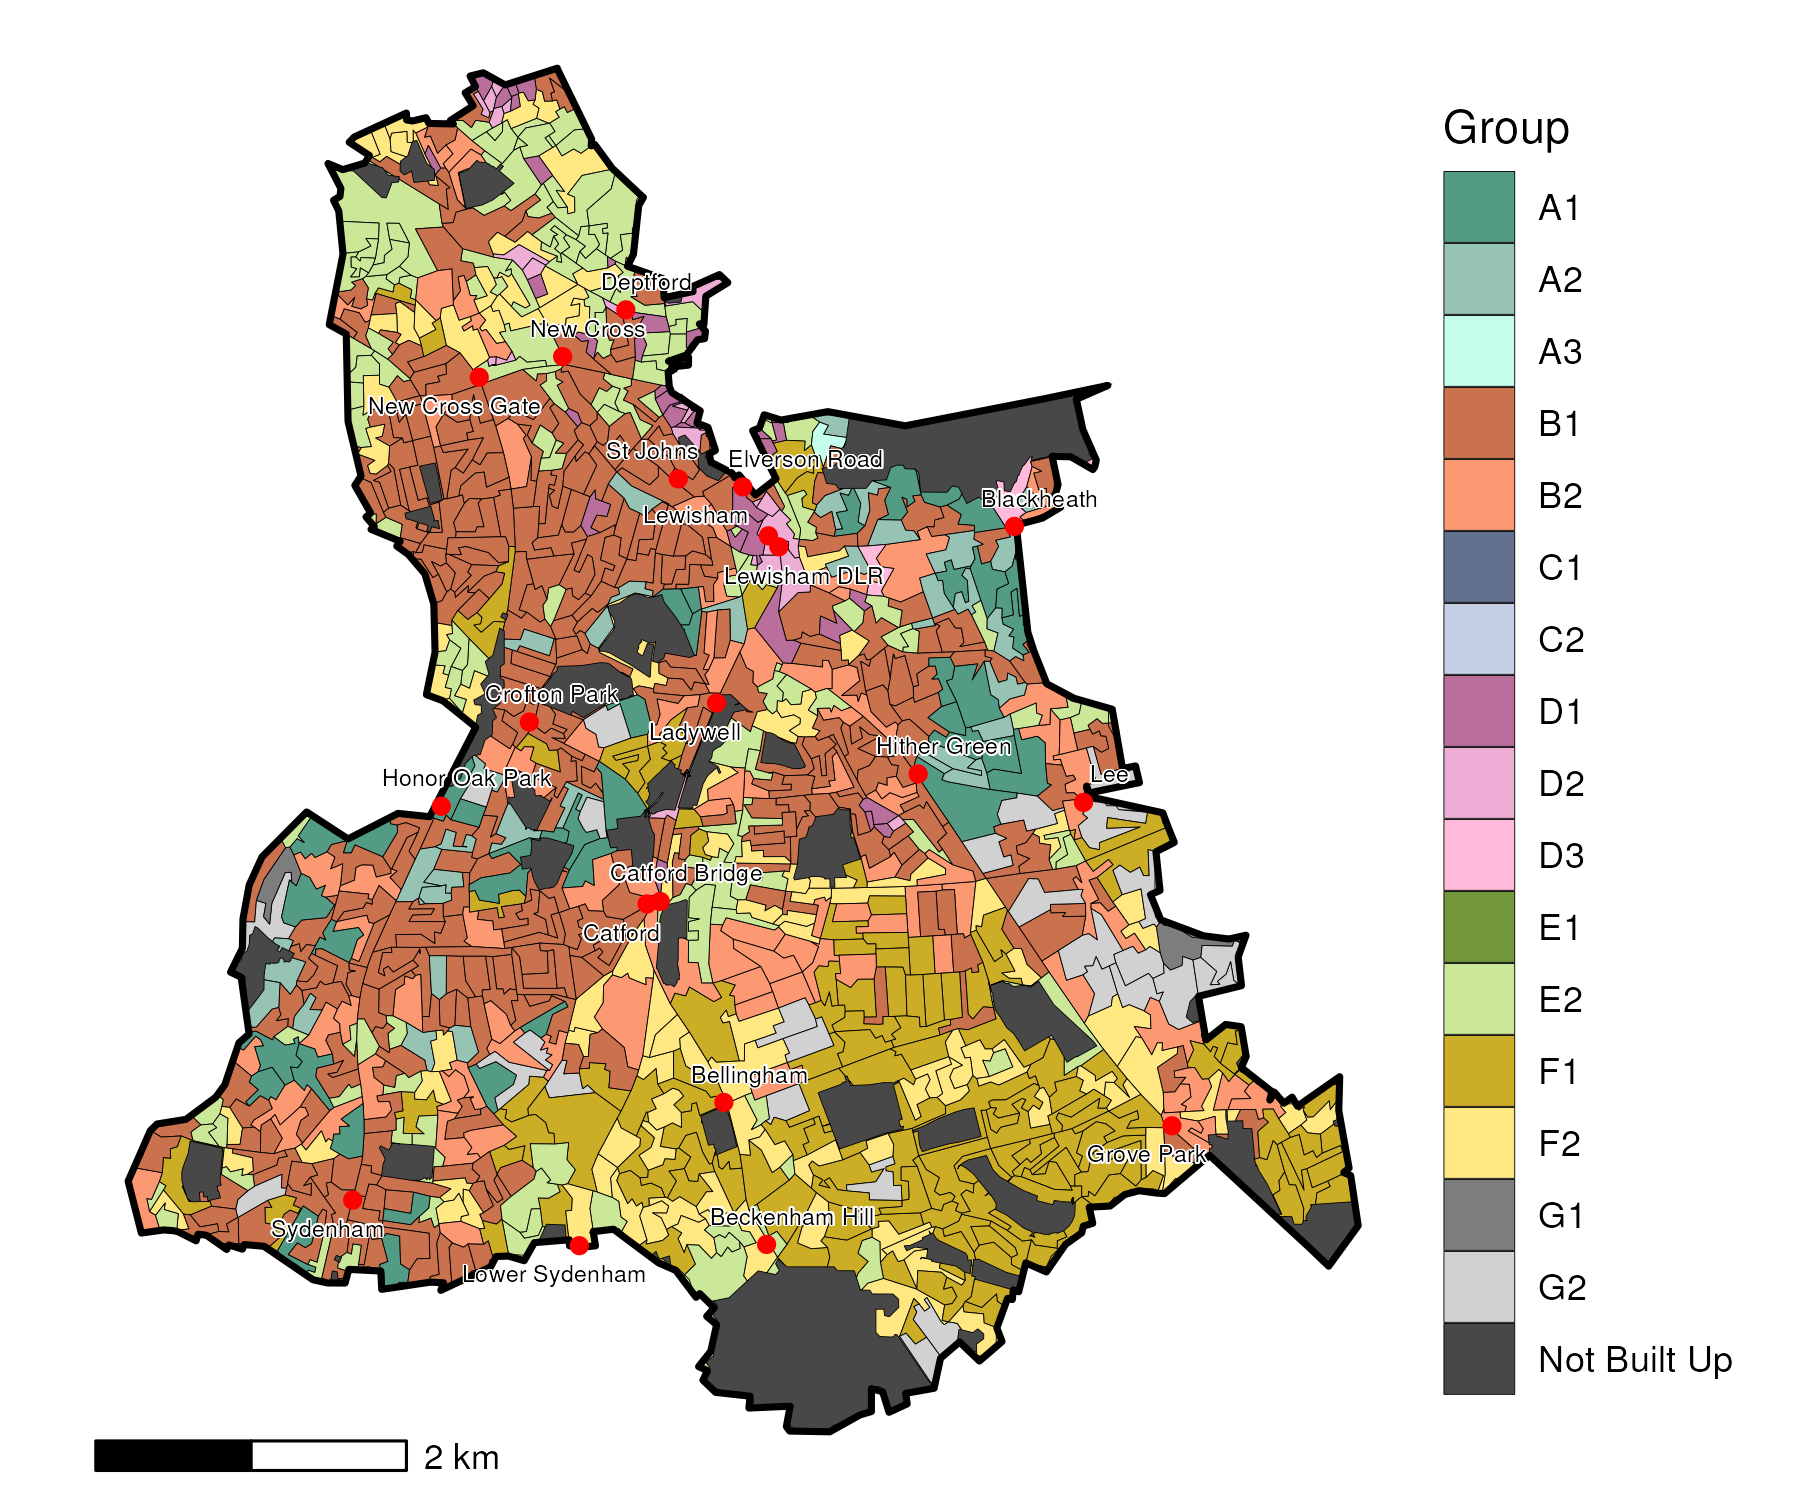 Group
A1
A2
A3
B1
B2
C1
C2
D1
D2
D3
E1
E2
F1
F2
G1
G2
Not Built Up
Deptford
New Cross
New Cross Gate
St Johns
Elverson Road
Blackheath
Lewisham
Lewisham DLR
Crofton Park
Ladywell
Hither Green
Honor Oak Park
Lee
Catford Bridge
Catford
Bellingham
Grove Park
Beckenham Hill
Sydenham
Lower Sydenham
2 km